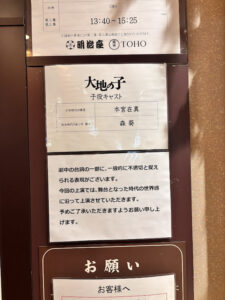 13:40～15:25
明治座
TOHO
大地の子
子役キャスト
本宮在真
森 葵
劇中の台詞の一部に、一般的に不適切と捉え
られる表現がございます。
今回の上演では、舞台となった時代の世界感
に沿って上演させていただきます。
予めご了承いただきますようお願い申し上
げます。
お願い
お客様へ